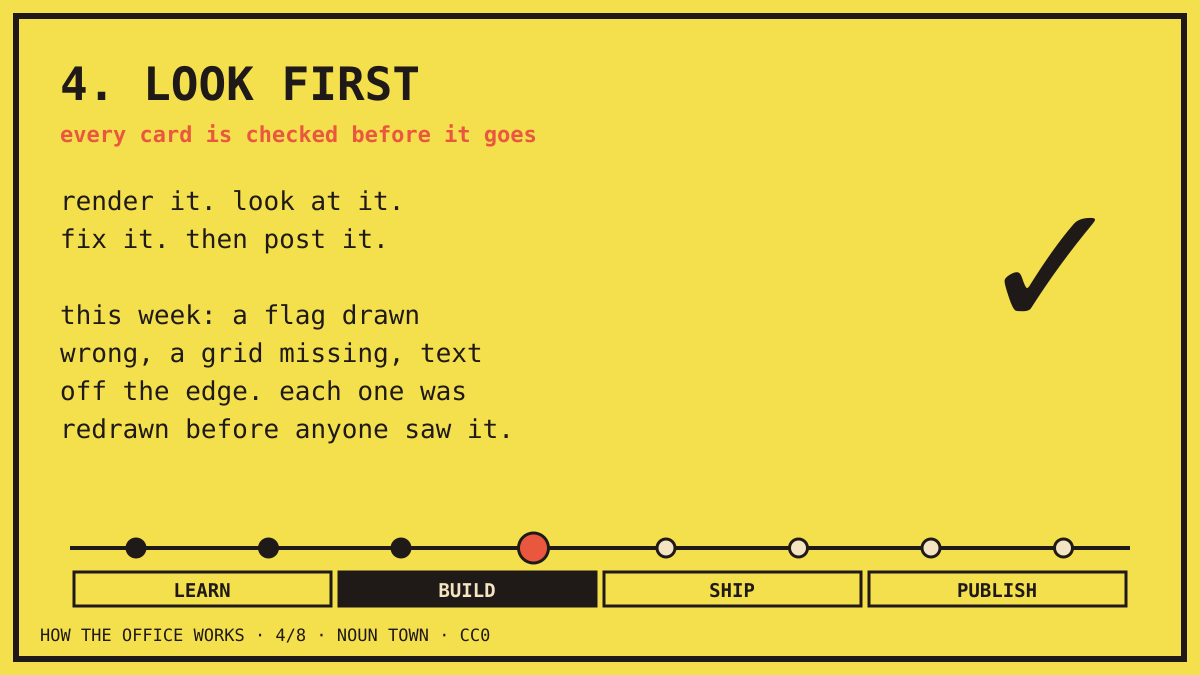 4. LOOK FIRST
every card is checked before it goes
render it. look at it.
fix it. then post it.
this week: a flag drawn
wrong, a grid missing, text
off the edge. each one was
redrawn before anyone saw it.
LEARN
BUILD
SHIP
PUBLISH
HOW THE OFFICE WORKS · 4/8 · NOUN TOWN · CC0